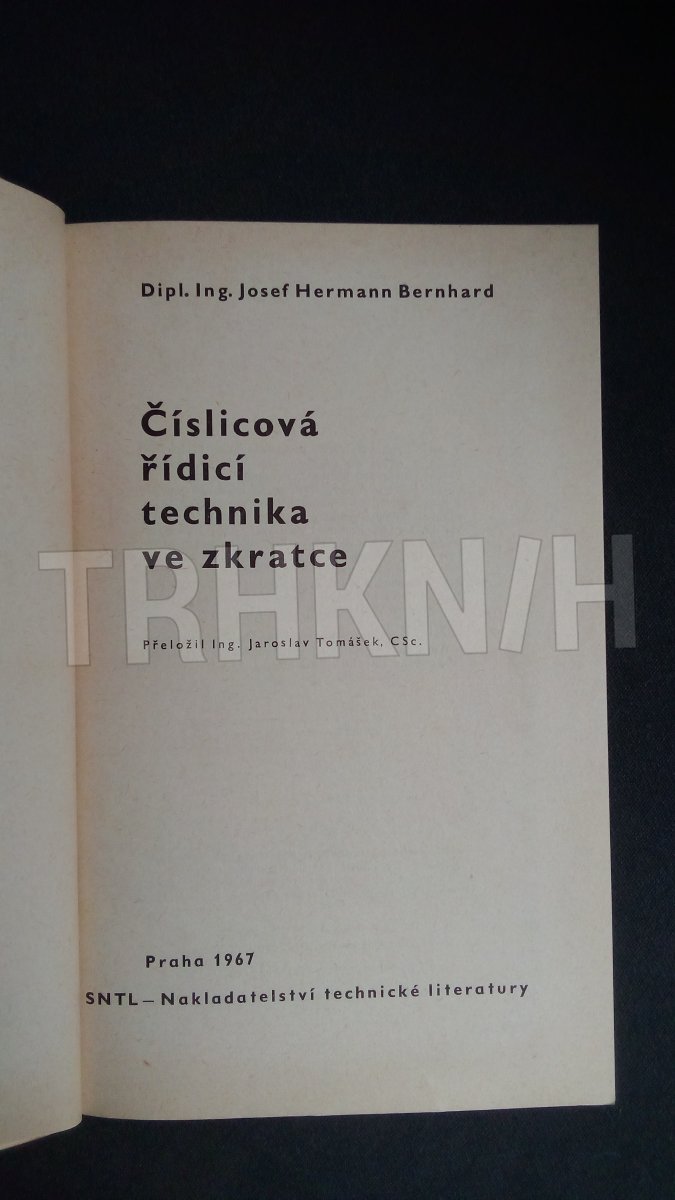 Dipl. Ing. Josef Hermann Bernhard
Číslicová
řídicí
technika
ve zkratce
TRHKNIH
Přeložil Ing. Jaroslav Tomášek, CSc.
Praha 1967
SNTL – Nakladatelství technické literatury